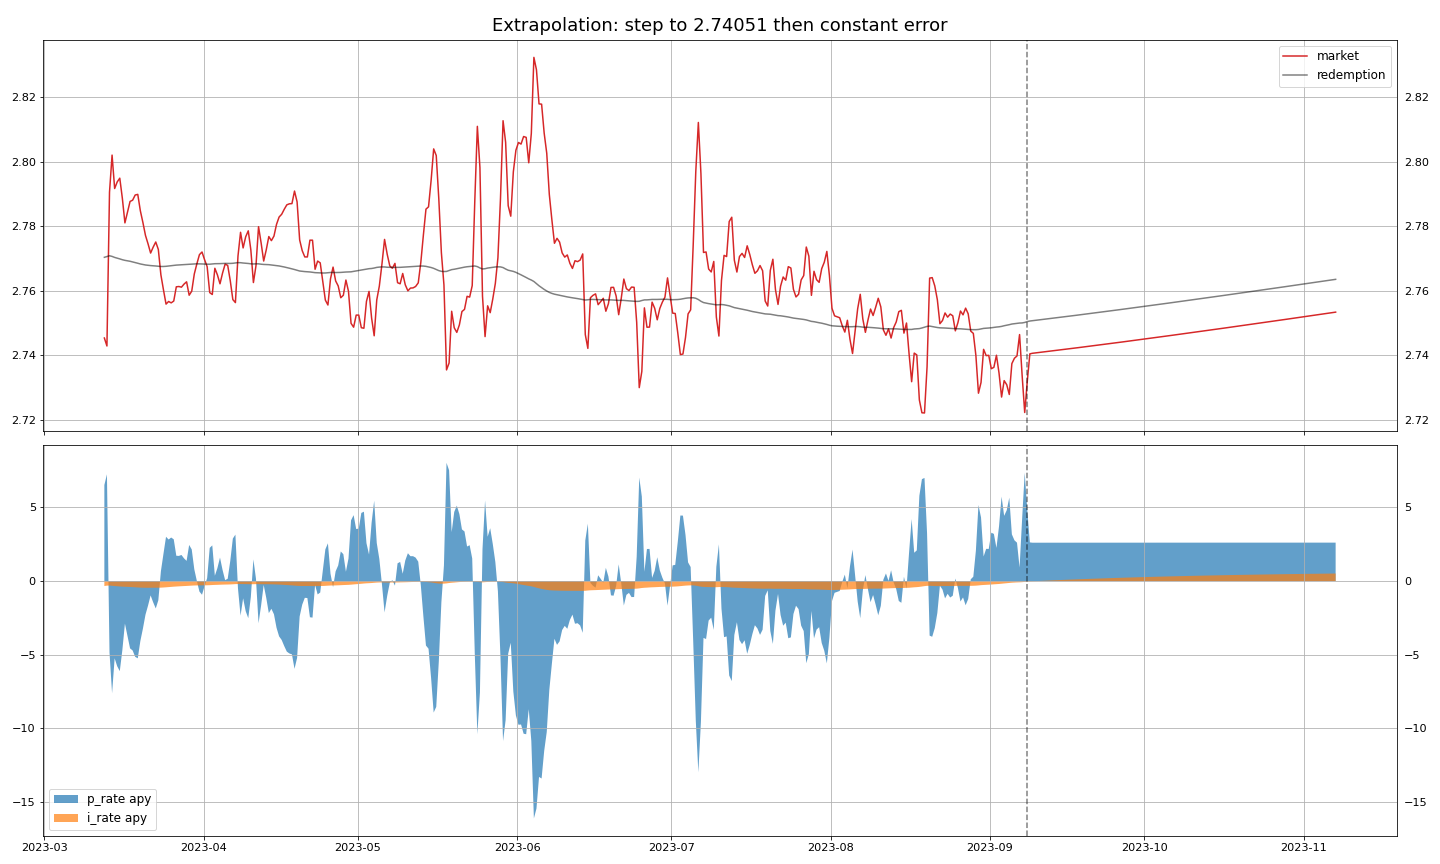 Extrapolation: step to 2.74051 then constant error
market
redemption
2.82 2.82
2.80 2.80
2.78 2.78
2.76 2.76
2.74 2.74
2.72 2.72
5 5
0 0
−5 −5
−10 −10
−15 −15
p_rate apy
i_rate apy
2023-03 2023-04 2023-05 2023-06 2023-07 2023-08 2023-09 2023-10 2023-11